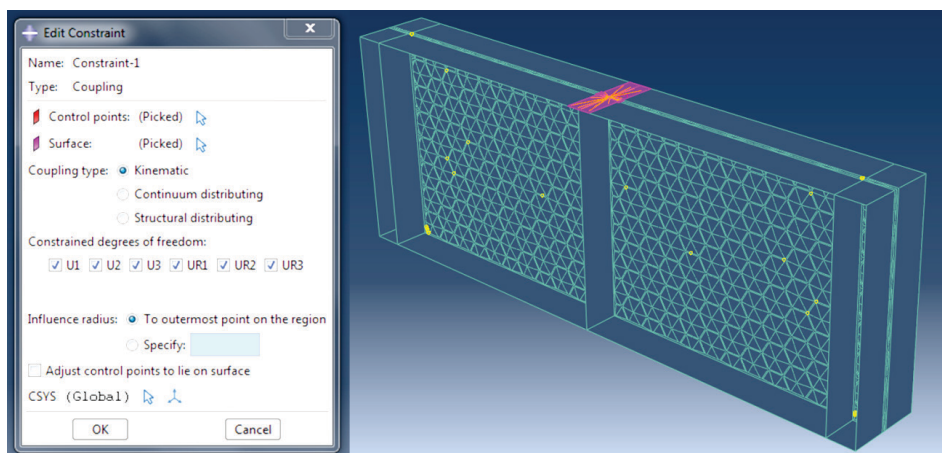 Edit Constraint
X
Name: Constraint-1
Type: Coupling
Control points: (Picked)
Surface: (Picked)
Coupling type: Kinematic
Continuum distributing
Structural distributing
Constrained degrees of freedom:
U1 U2 U3 UR1 UR2 UR3
Influence radius: To outermost point on the region
Specify:
Adjust control points to lie on surface
CSYS (Global)
OK Cancel